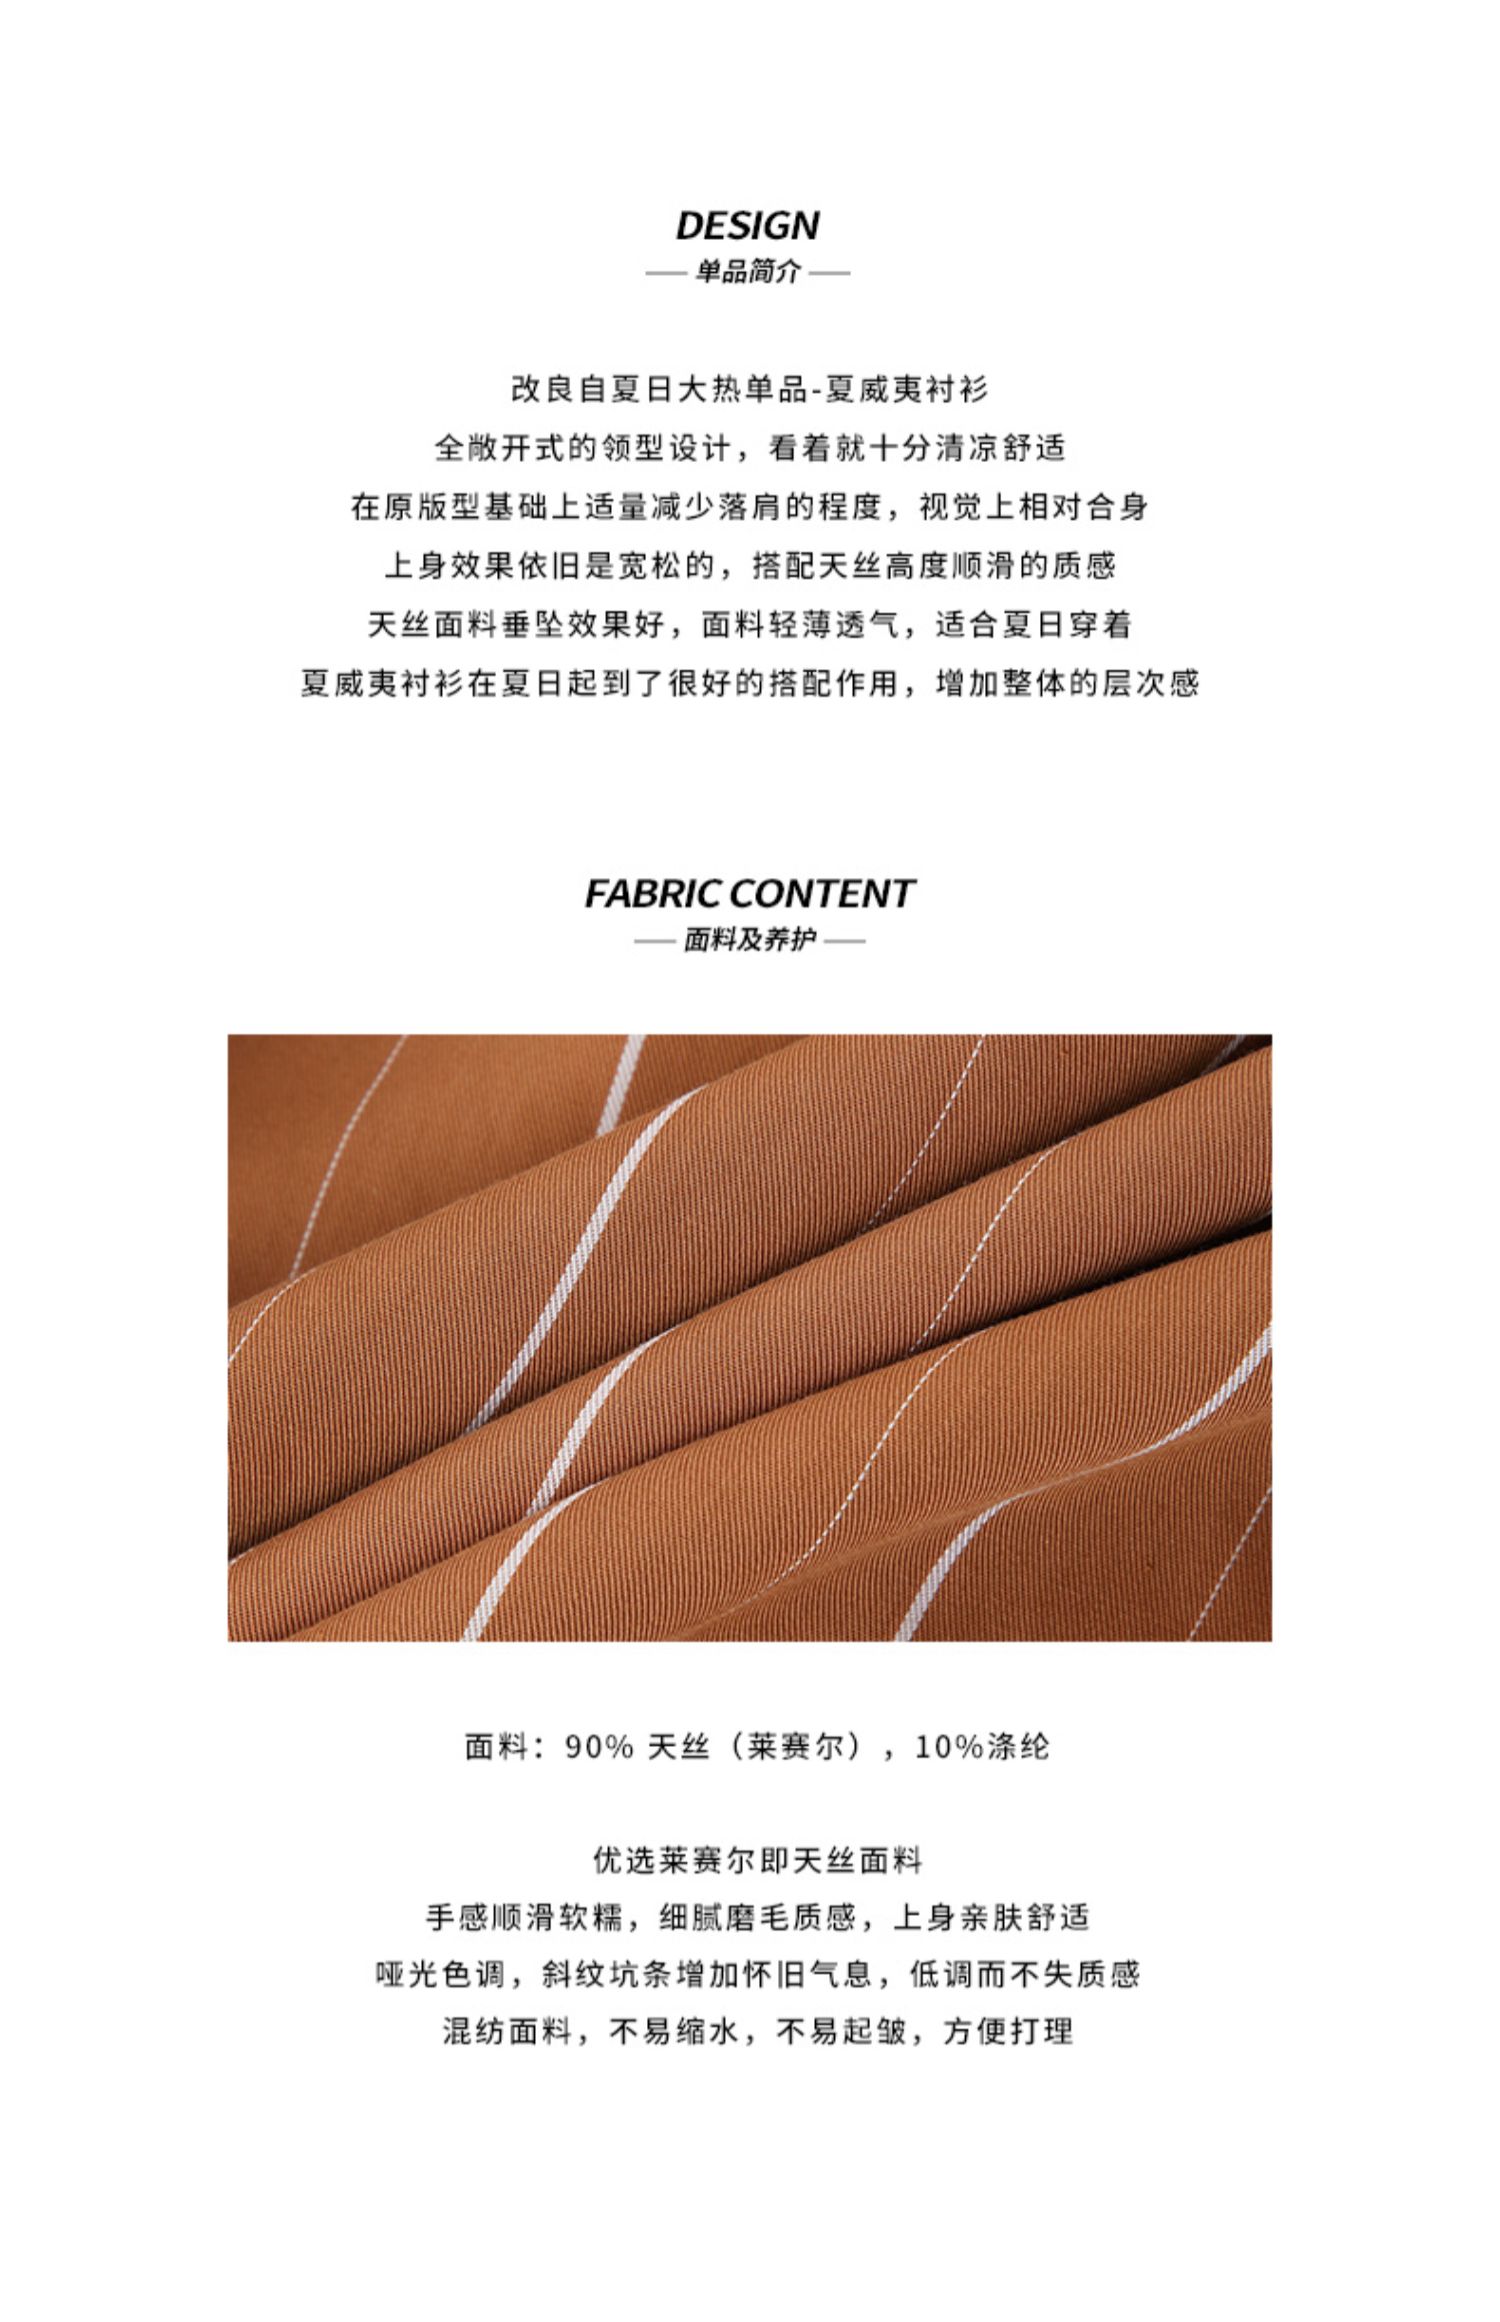 DESIGN
单品简介
改良自夏日大热单品-夏威夷衬衫
全敞开式的领型设计，看着就十分清凉舒适
在原版型基础上适量减少落肩的程度，视觉上相对合身
上身效果依旧是宽松的，搭配天丝高度顺滑的质感
天丝面料垂坠效果好，面料轻薄透气，适合夏日穿着
夏威夷衬衫在夏日起到了很好的搭配作用，增加整体的层次感
FABRIC CONTENT
面料及养护
面料：90% 天丝（莱赛尔），10%涤纶
优选莱赛尔即天丝面料
手感顺滑软糯，细腻磨毛质感，上身亲肤舒适
哑光色调，斜纹坑条增加怀旧气息，低调而不失质感
混纺面料，不易缩水，不易起皱，方便打理